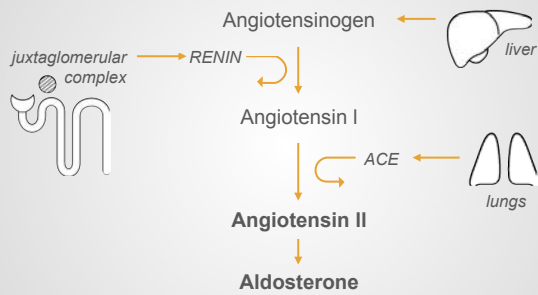 Angiotensinogen
liver
juxtaglomerular
complex
RENIN
Angiotensin I
ACE
lungs
Angiotensin II
Aldosterone